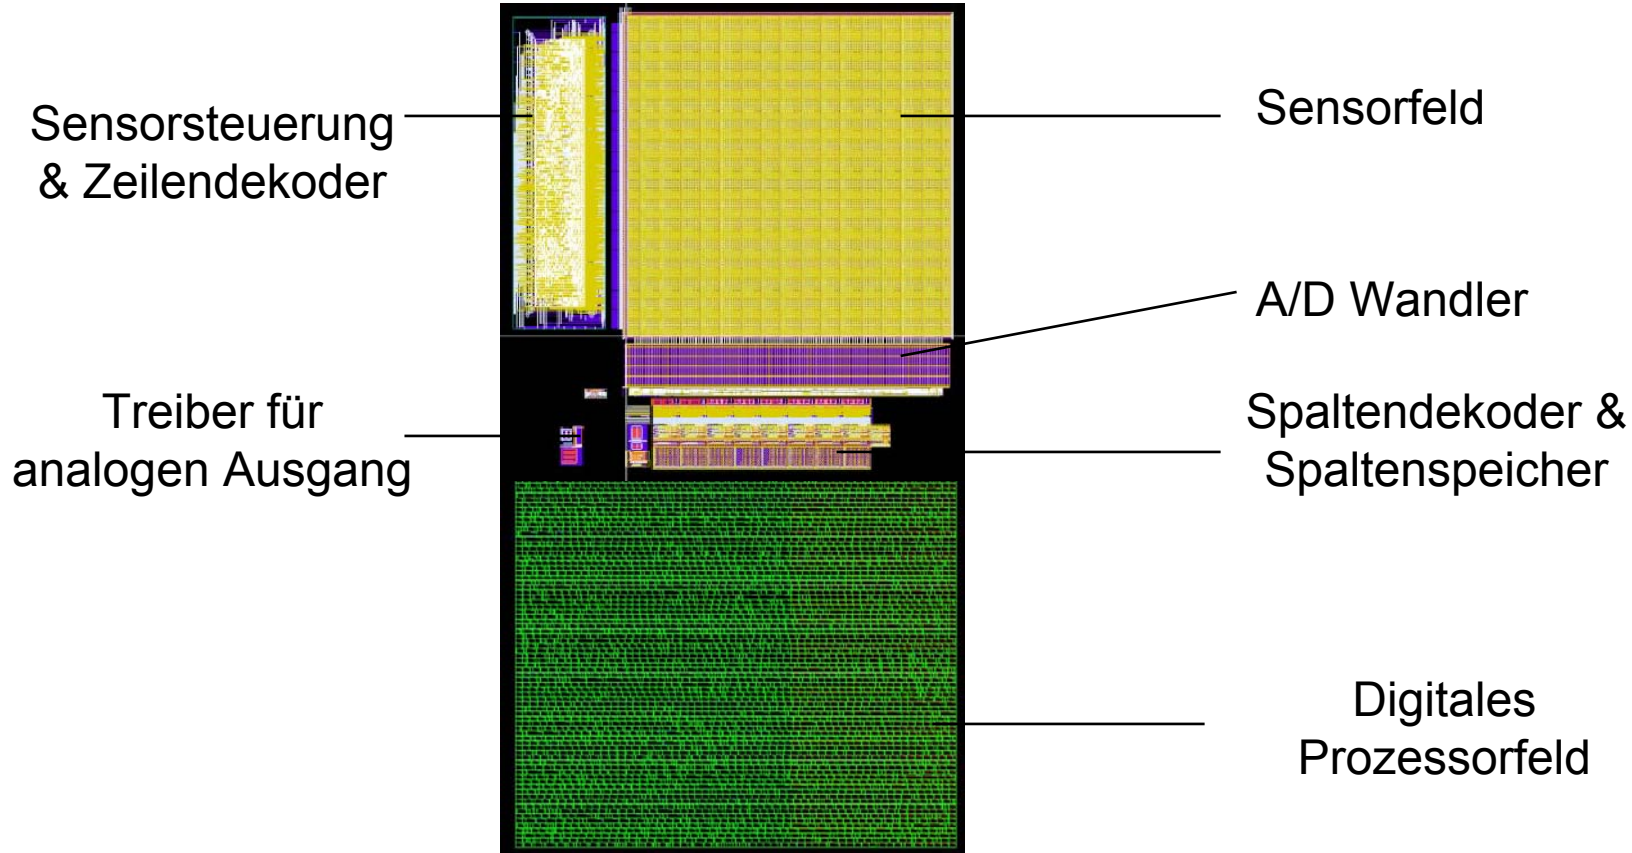 Sensorsteuerung
& Zeilendekoder
Treiber für
analogen Ausgang
Sensorfeld
A/D Wandler
Spaltendekoder &
Spaltenspeicher
Digitales
Prozessorfeld